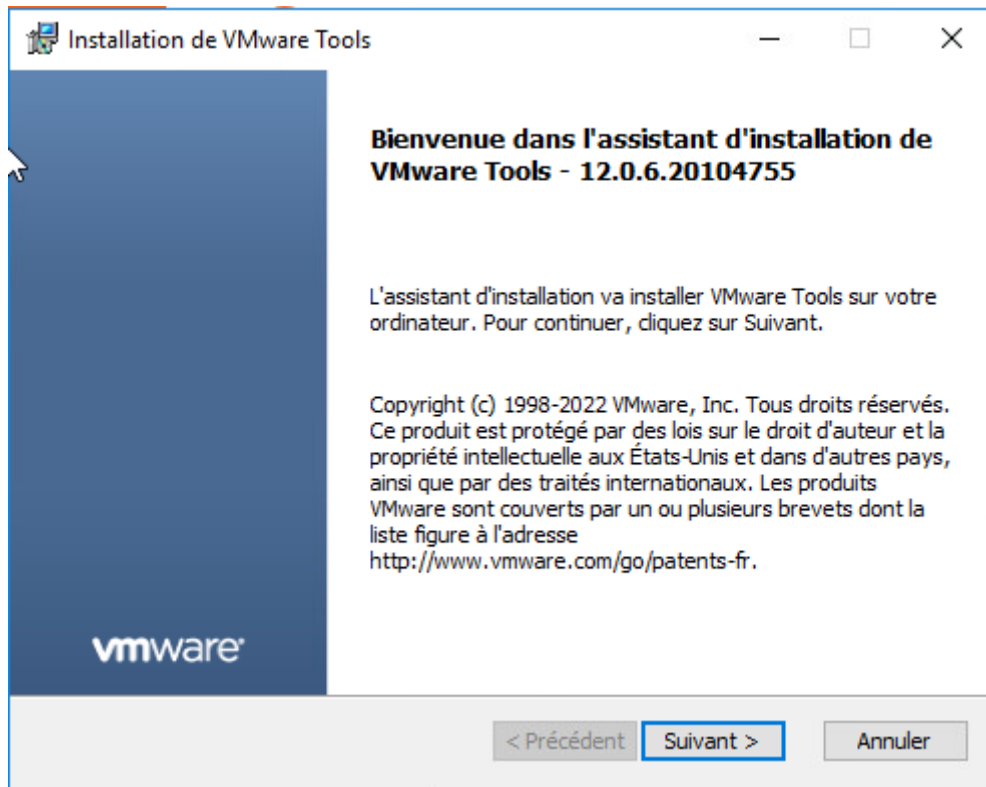 Installation de VMware Tools
Bienvenue dans l'assistant d'installation de
VMware Tools - 12.0.6.20104755
L'assistant d'installation va installer VMware Tools sur votre
ordinateur. Pour continuer, cliquez sur Suivant.
Copyright (c) 1998-2022 VMware, Inc. Tous droits réservés.
Ce produit est protégé par des lois sur le droit d'auteur et la
propriété intellectuelle aux États-Unis et dans d'autres pays,
ainsi que par des traités internationaux. Les produits
VMware sont couverts par un ou plusieurs brevets dont la
liste figure à l'adresse
http://www.vmware.com/go/patents-fr.
vmware
< Précédent
Suivant >
Annuler